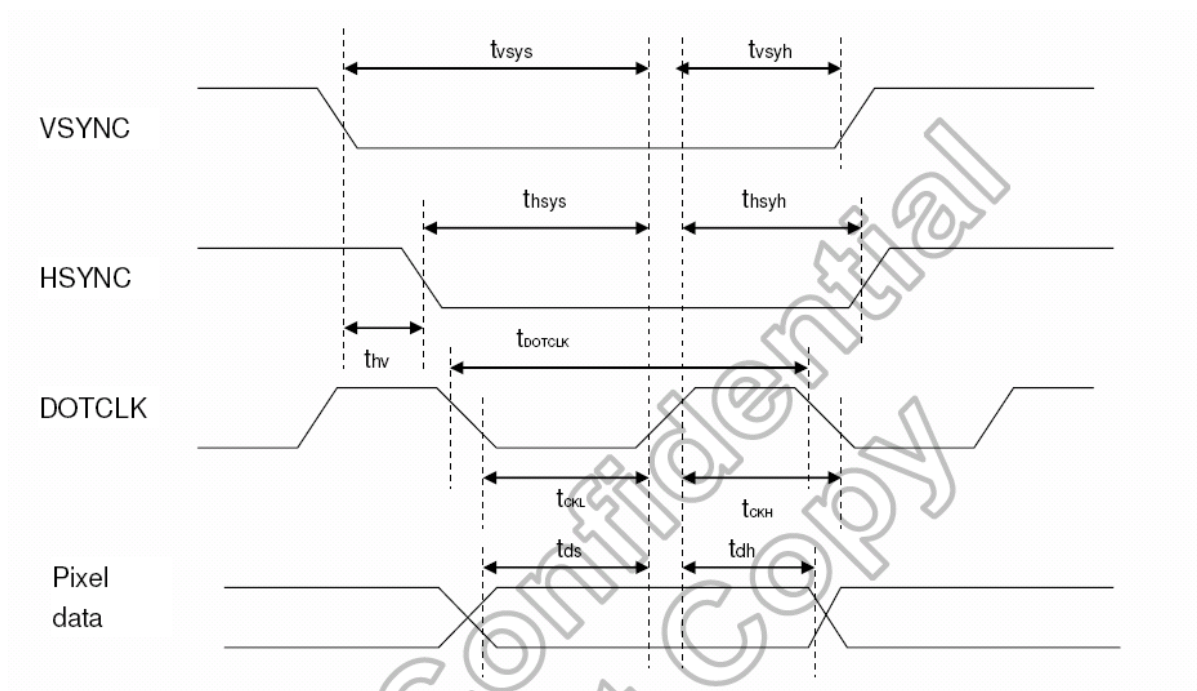 tvsys
tvsyh
VSYNC
thsys
thsyh
HSYNC
thv
tDOTCLK
DOTCLK
tCKL
tCKH
tds
tdh
Pixel
data
Confidential
Copy